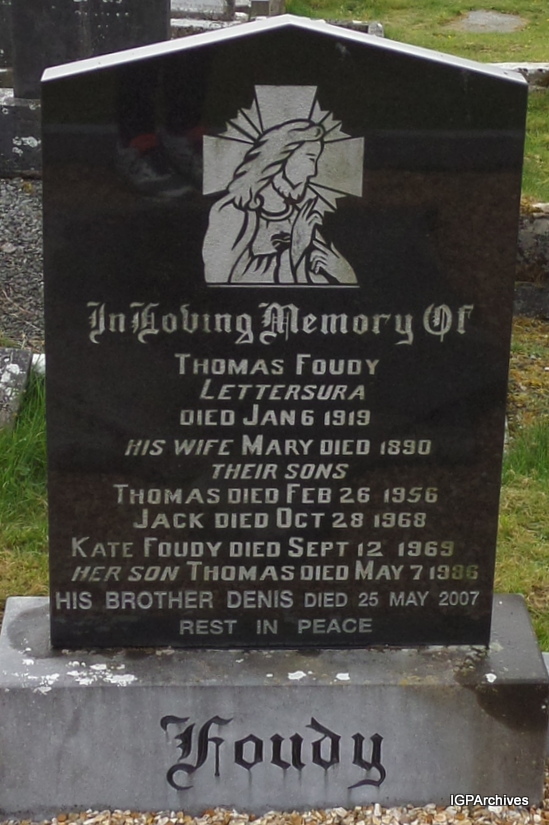 In Loving Memory Of
THOMAS FOUDY
LETTERSURA
DIED JAN 6 1919
HIS WIFE MARY DIED 1890
THEIR SONS
THOMAS DIED FEB 26 1956
JACK DIED OCT 28 1968
KATE FOUDY DIED SEPT 12 1969
HER SON THOMAS DIED MAY 7 1986
HIS BROTHER DENIS DIED 25 MAY 2007
REST IN PEACE
Foudy
IGPArchives